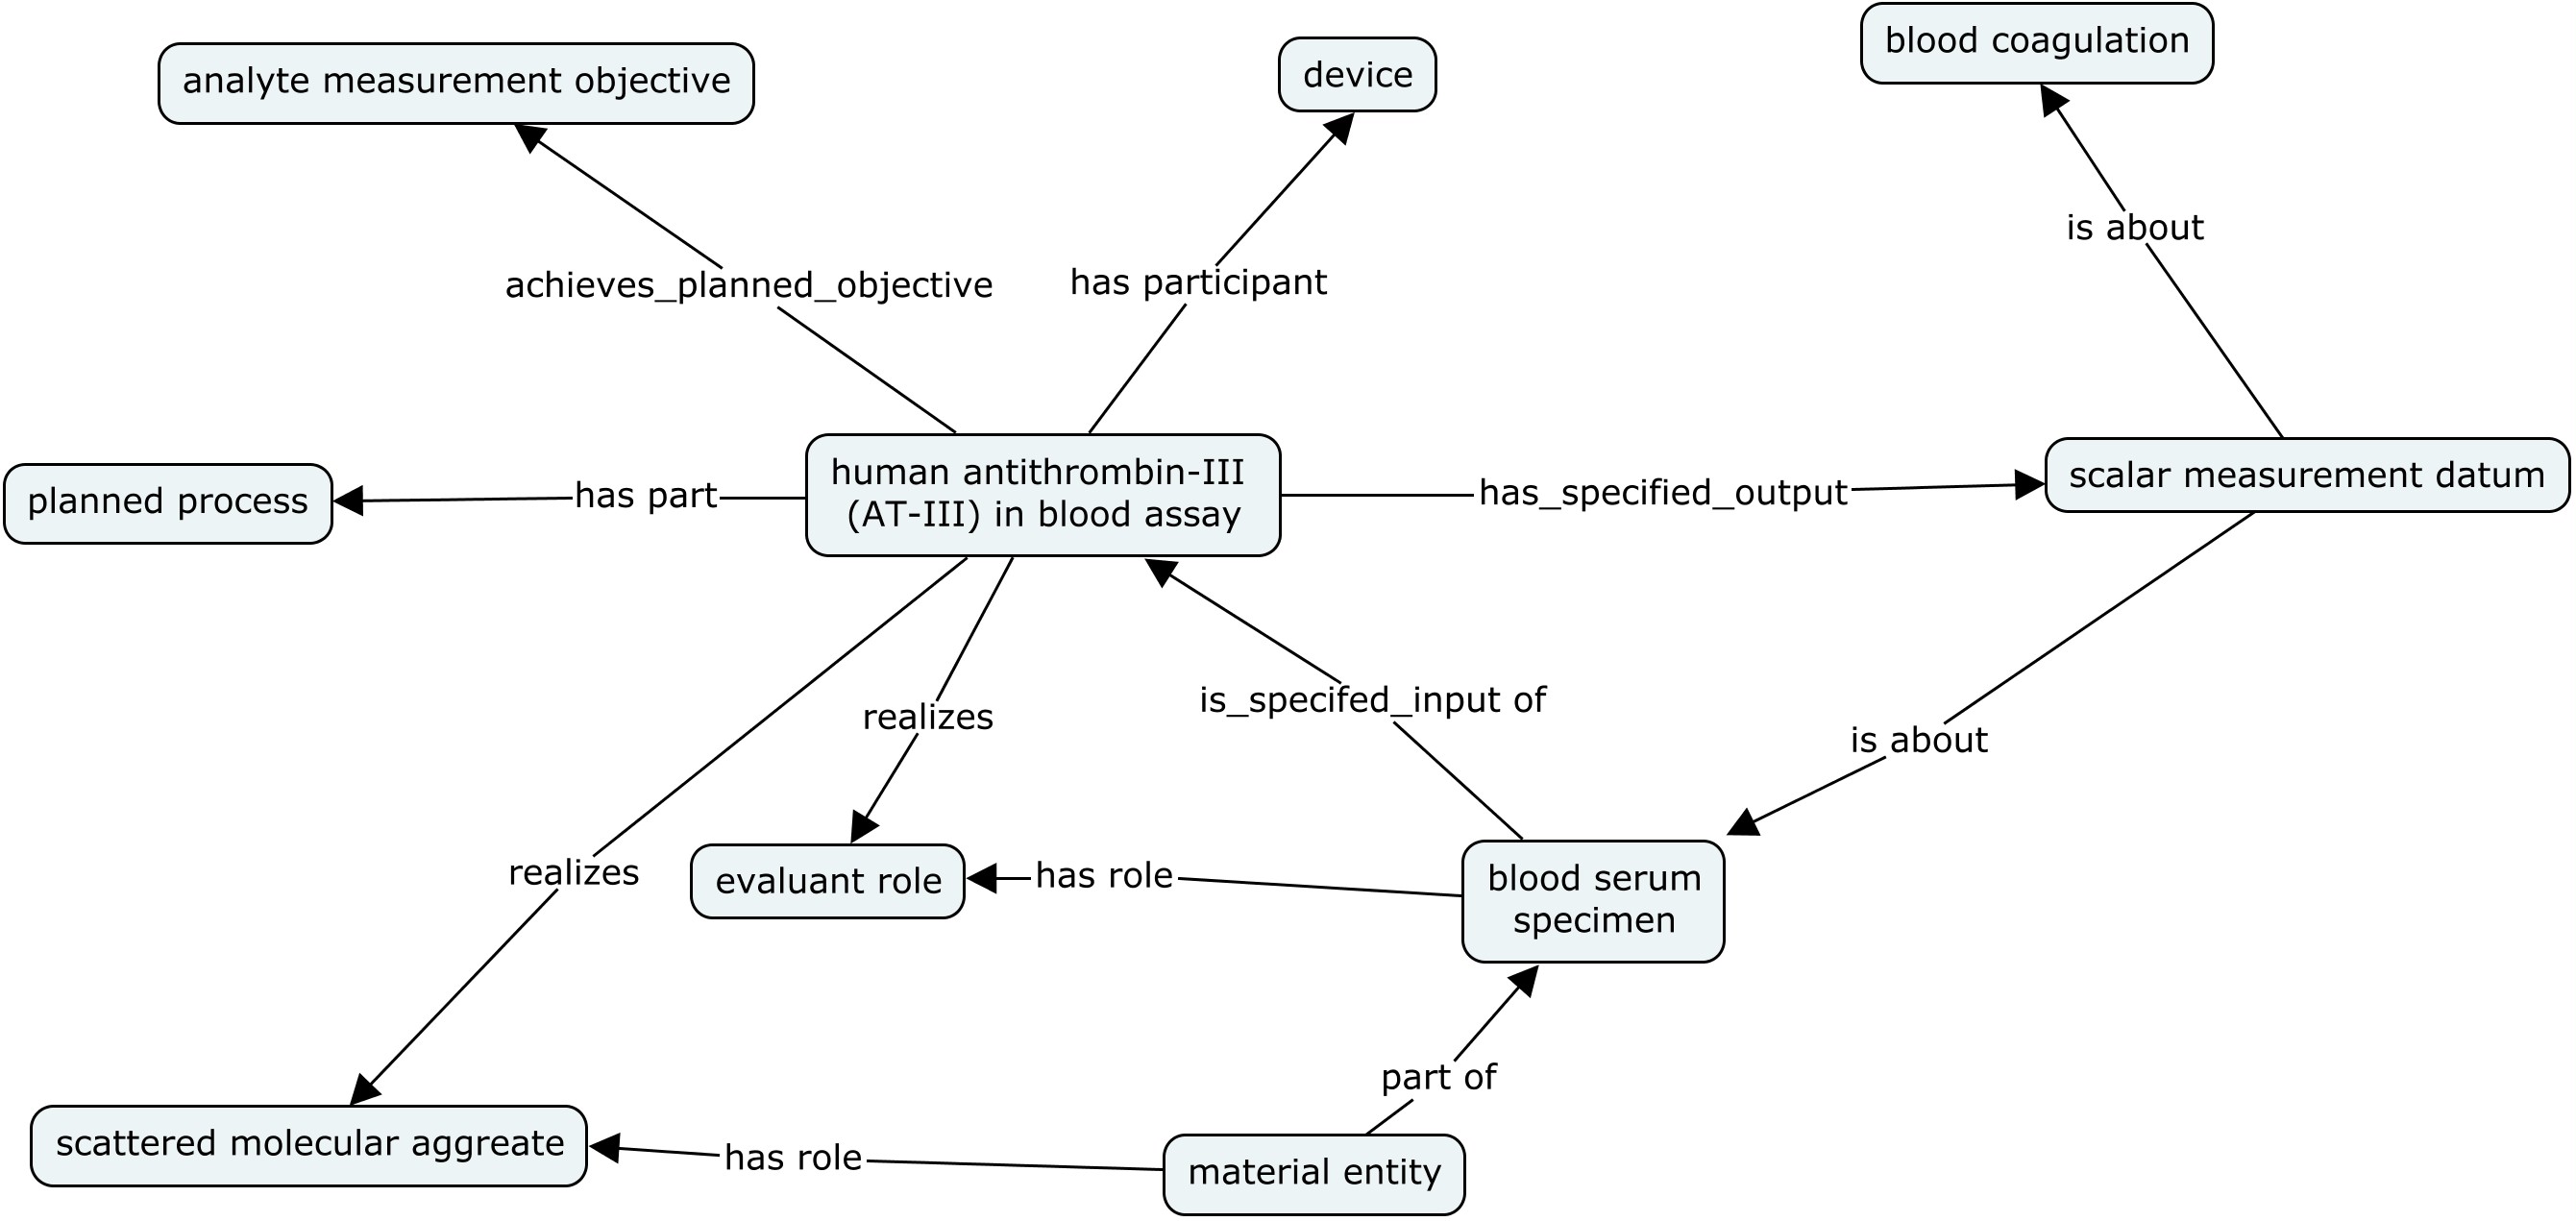 blood coagulation
analyte measurement objective
device
is about
achieves_planned_objective
has participant
human antithrombin-III
(AT-III) in blood assay
planned process
has part
has_specified_output
scalar measurement datum
realizes
is_specifed_input of
is about
realizes
evaluant role
has role
blood serum
specimen
part of
scattered molecular aggreate
has role
material entity